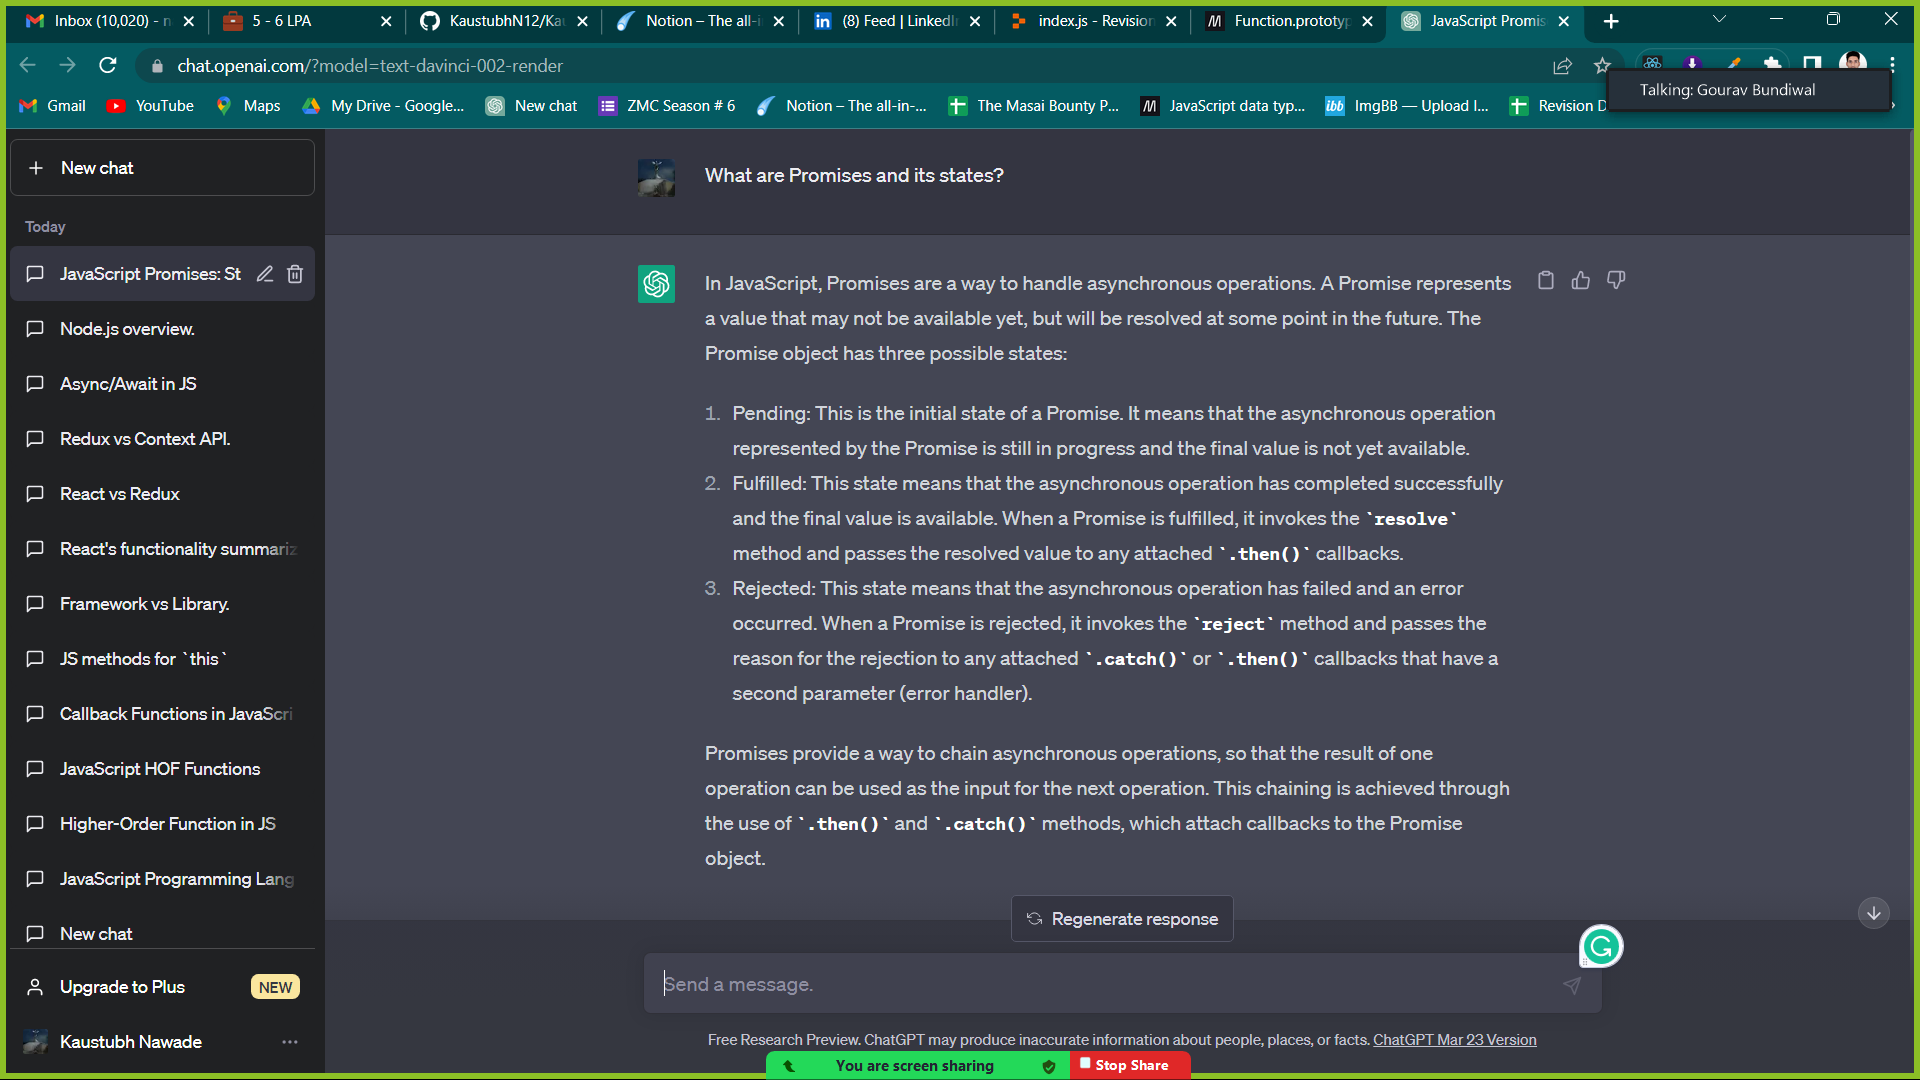 Inbox (10,020) - n
5 - 6 LPA
KaustubhN12/Ka
Notion – The all-i
(8) Feed | LinkedIn
index.js - Revision
Function.prototyp
JavaScript Promis
chat.openai.com/?model=text-davinci-002-render
Talking: Gourav Bundiwal
Gmail
YouTube
Maps
My Drive - Google...
New chat
ZMC Season # 6
Notion – The all-in-...
The Masai Bounty P...
JavaScript data typ...
ibb
ImgBB — Upload I...
Revision D
New chat
Today
JavaScript Promises: St
Node.js overview.
Async/Await in JS
Redux vs Context API.
React vs Redux
React's functionality summariz
Framework vs Library.
JS methods for `this`
Callback Functions in JavaScri
JavaScript HOF Functions
Higher-Order Function in JS
JavaScript Programming Lang
New chat
Upgrade to Plus
NEW
Kaustubh Nawade
What are Promises and its states?
In JavaScript, Promises are a way to handle asynchronous operations. A Promise represents
a value that may not be available yet, but will be resolved at some point in the future. The
Promise object has three possible states:
1. Pending: This is the initial state of a Promise. It means that the asynchronous operation
represented by the Promise is still in progress and the final value is not yet available.
2. Fulfilled: This state means that the asynchronous operation has completed successfully
and the final value is available. When a Promise is fulfilled, it invokes the `resolve`
method and passes the resolved value to any attached `.then()` callbacks.
3. Rejected: This state means that the asynchronous operation has failed and an error
occurred. When a Promise is rejected, it invokes the `reject` method and passes the
reason for the rejection to any attached `.catch()` or `.then()` callbacks that have a
second parameter (error handler).
Promises provide a way to chain asynchronous operations, so that the result of one
operation can be used as the input for the next operation. This chaining is achieved through
the use of `.then()` and `.catch()` methods, which attach callbacks to the Promise
object.
Regenerate response
Send a message.
Free Research Preview. ChatGPT may produce inaccurate information about people, places, or facts. ChatGPT Mar 23 Version
You are screen sharing
Stop Share